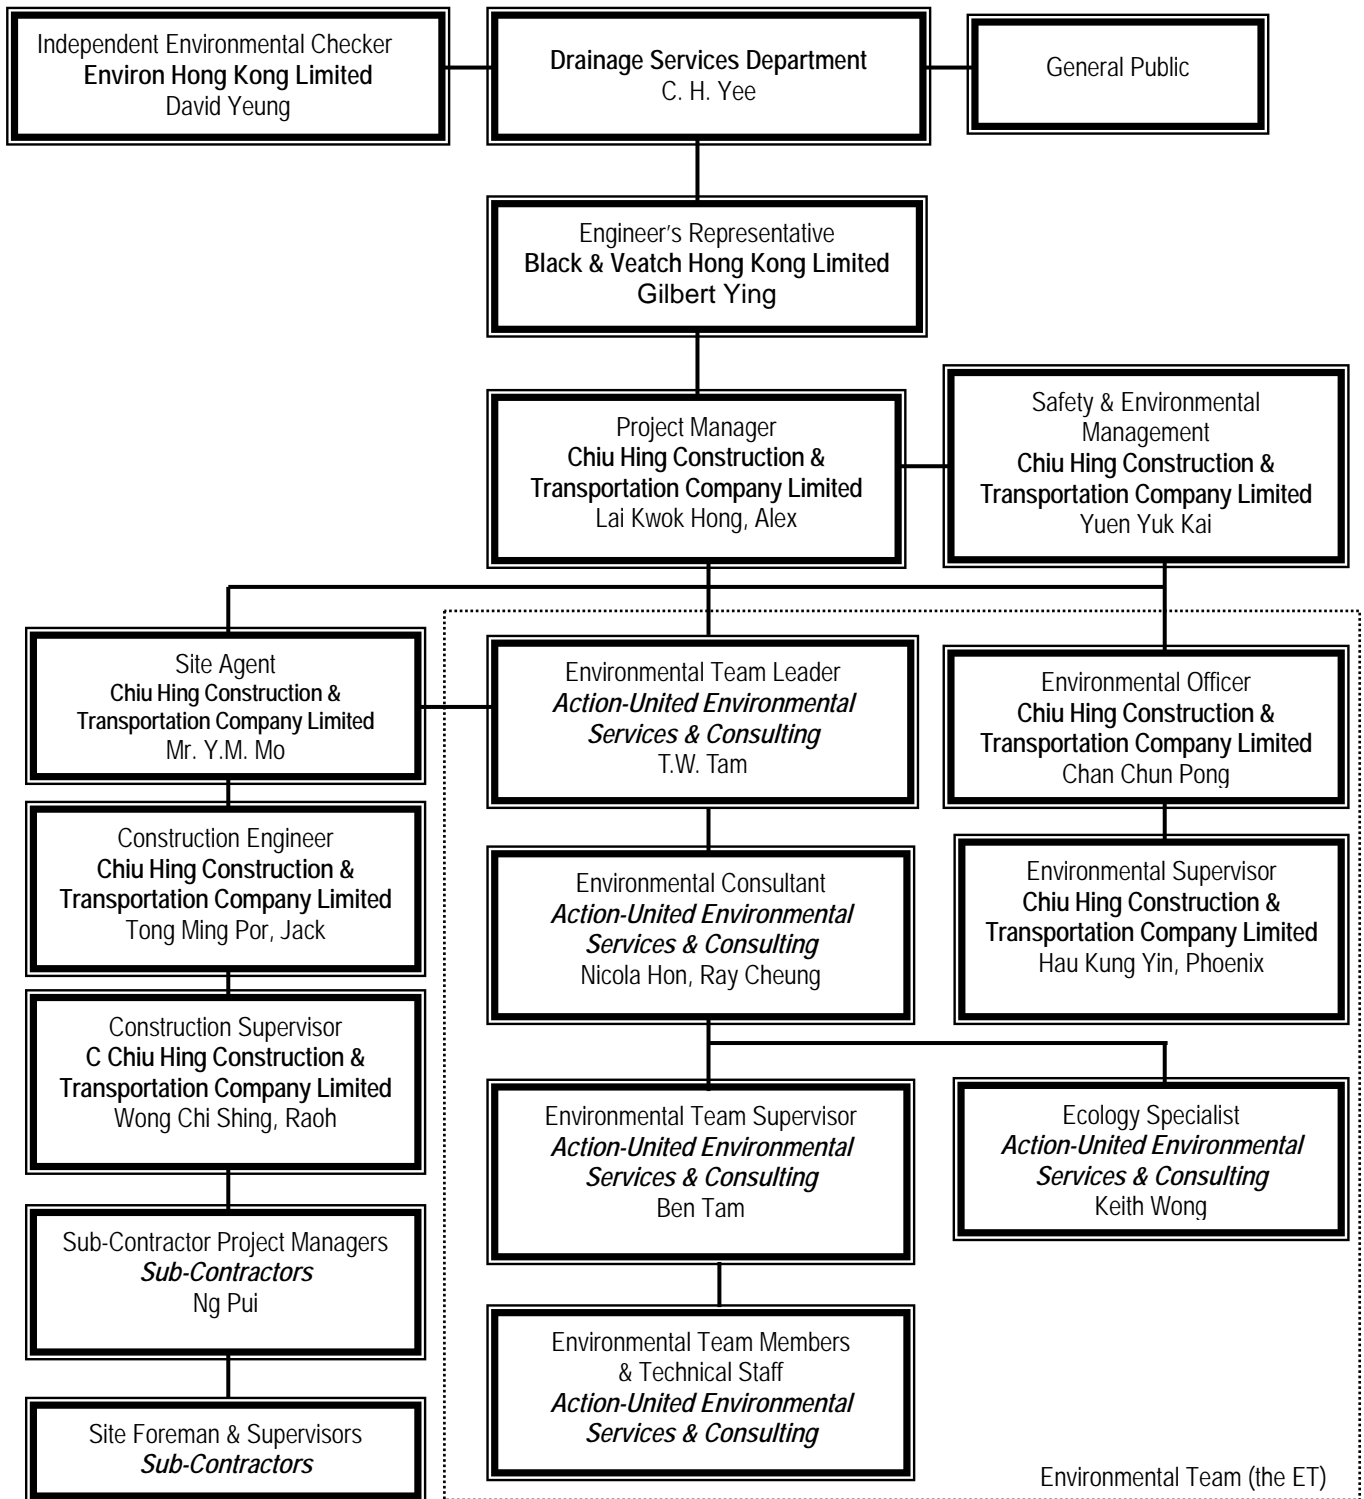 Independent Environmental Checker
Environ Hong Kong Limited
David Yeung
Drainage Services Department
C. H. Yee
General Public
Engineer's Representative
Black & Veatch Hong Kong Limited
Gilbert Ying
Project Manager
Chiu Hing Construction &
Transportation Company Limited
Lai Kwok Hong, Alex
Safety & Environmental
Management
Chiu Hing Construction &
Transportation Company Limited
Yuen Yuk Kai
Site Agent
Chiu Hing Construction &
Transportation Company Limited
Mr. Y.M. Mo
Environmental Team Leader
Action-United Environmental
Services & Consulting
T.W. Tam
Environmental Officer
Chiu Hing Construction &
Transportation Company Limited
Chan Chun Pong
Construction Engineer
Chiu Hing Construction &
Transportation Company Limited
Tong Ming Por, Jack
Environmental Consultant
Action-United Environmental
Services & Consulting
Nicola Hon, Ray Cheung
Environmental Supervisor
Chiu Hing Construction &
Transportation Company Limited
Hau Kung Yin, Phoenix
Construction Supervisor
C Chiu Hing Construction &
Transportation Company Limited
Wong Chi Shing, Raoh
Environmental Team Supervisor
Action-United Environmental
Services & Consulting
Ben Tam
Ecology Specialist
Action-United Environmental
Services & Consulting
Keith Wong
Sub-Contractor Project Managers
Sub-Contractors
Ng Pui
Environmental Team Members
& Technical Staff
Action-United Environmental
Services & Consulting
Site Foreman & Supervisors
Sub-Contractors
Environmental Team (the ET)